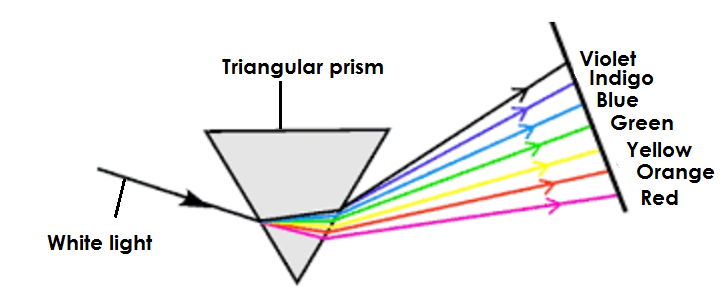 Triangular prism
White light
Violet
Indigo
Blue
Green
Yellow
Orange
Red